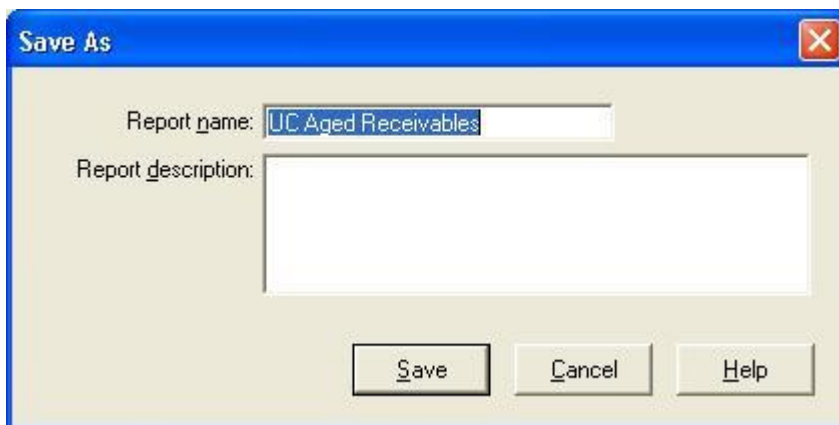 Save As
Report name: UC Aged Receivables
Report description:
Save Cancel Help